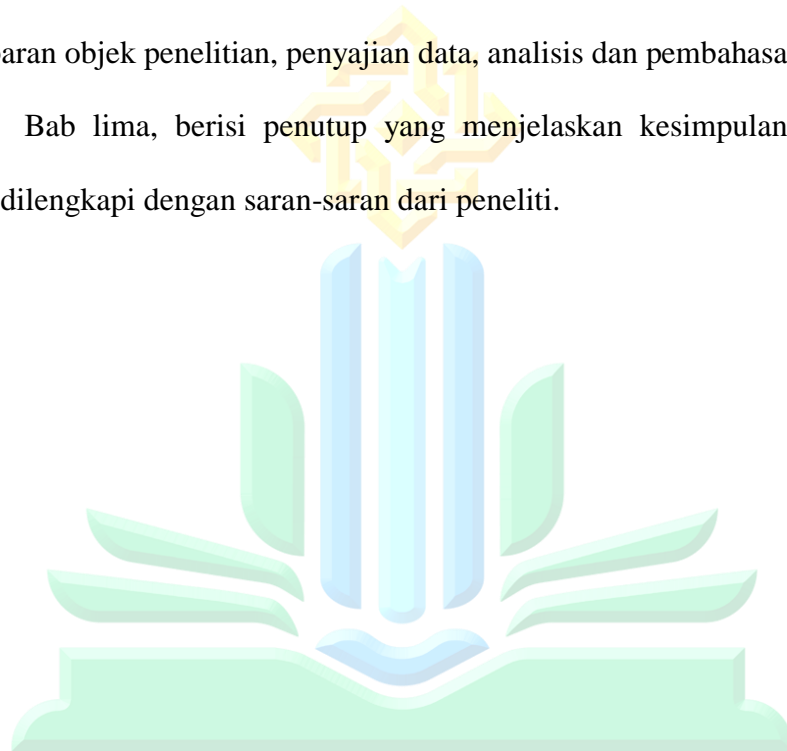 baran objek penelitian, penyajian data, analisis dan pembahasa
Bab lima, berisi penutup yang menjelaskan kesimpulan
dilengkapi dengan saran-saran dari peneliti.